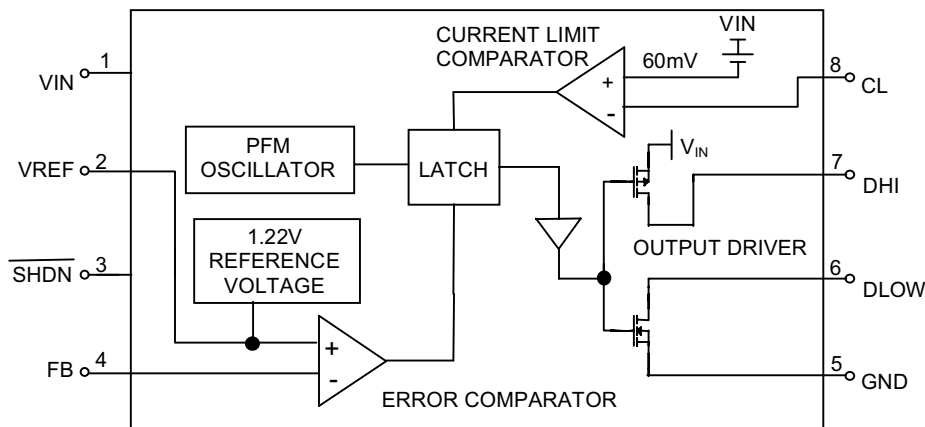 VIN
1
VREF
2
SHDN
3
FB
4
CURRENT LIMIT
COMPARATOR
VIN
60mV
+
-
PFM
OSCILLATOR
LATCH
1.22V
REFERENCE
VOLTAGE
+
-
ERROR COMPARATOR
VIN
OUTPUT DRIVER
8
CL
7
DHI
6
DLOW
5
GND